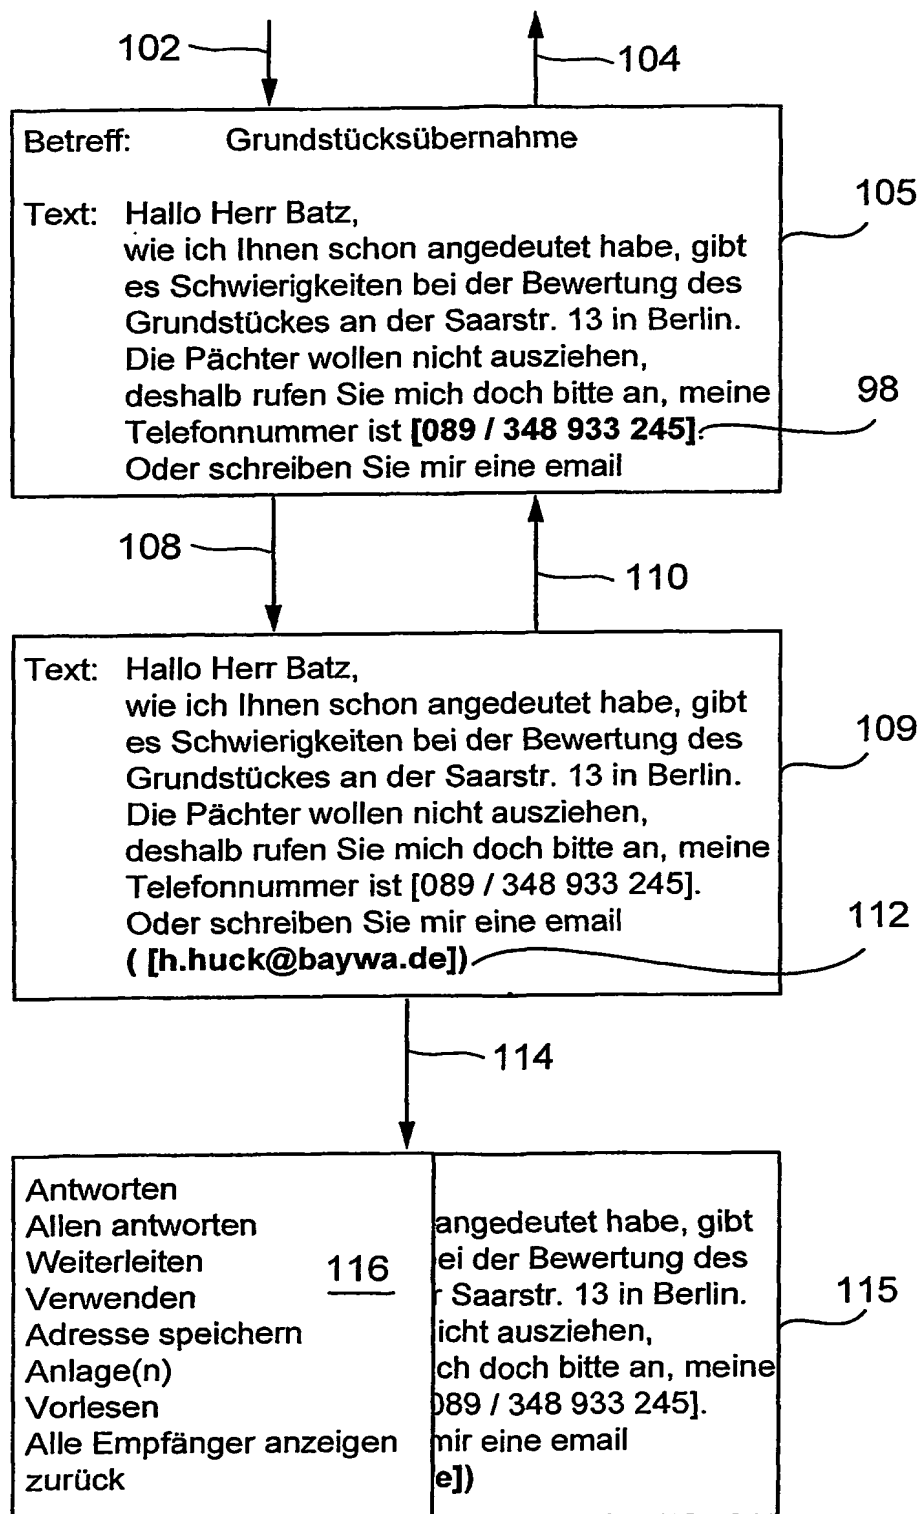 102
104
Betreff: Grundstücksübernahme
105
Text: Hallo Herr Batz,
wie ich Ihnen schon angedeutet habe, gibt
es Schwierigkeiten bei der Bewertung des
Grundstückes an der Saarstr. 13 in Berlin.
Die Pächter wollen nicht ausziehen,
deshalb rufen Sie mich doch bitte an, meine
98
Telefonnummer ist [089 / 348 933 245].
Oder schreiben Sie mir eine email
108
110
Text: Hallo Herr Batz,
wie ich Ihnen schon angedeutet habe, gibt
109
es Schwierigkeiten bei der Bewertung des
Grundstückes an der Saarstr. 13 in Berlin.
Die Pächter wollen nicht ausziehen,
deshalb rufen Sie mich doch bitte an, meine
Telefonnummer ist [089 / 348 933 245].
Oder schreiben Sie mir eine email
112
( [h.huck@baywa.de])
114
Antworten
Allen antworten
Weiterleiten
Verwenden
Adresse speichern
Anlage(n)
Vorlesen
Alle Empfänger anzeigen
zurück
116
angedeutet habe, gibt
ei der Bewertung des
r Saarstr. 13 in Berlin.
icht ausziehen,
ch doch bitte an, meine
089 / 348 933 245].
mir eine email
e])
115